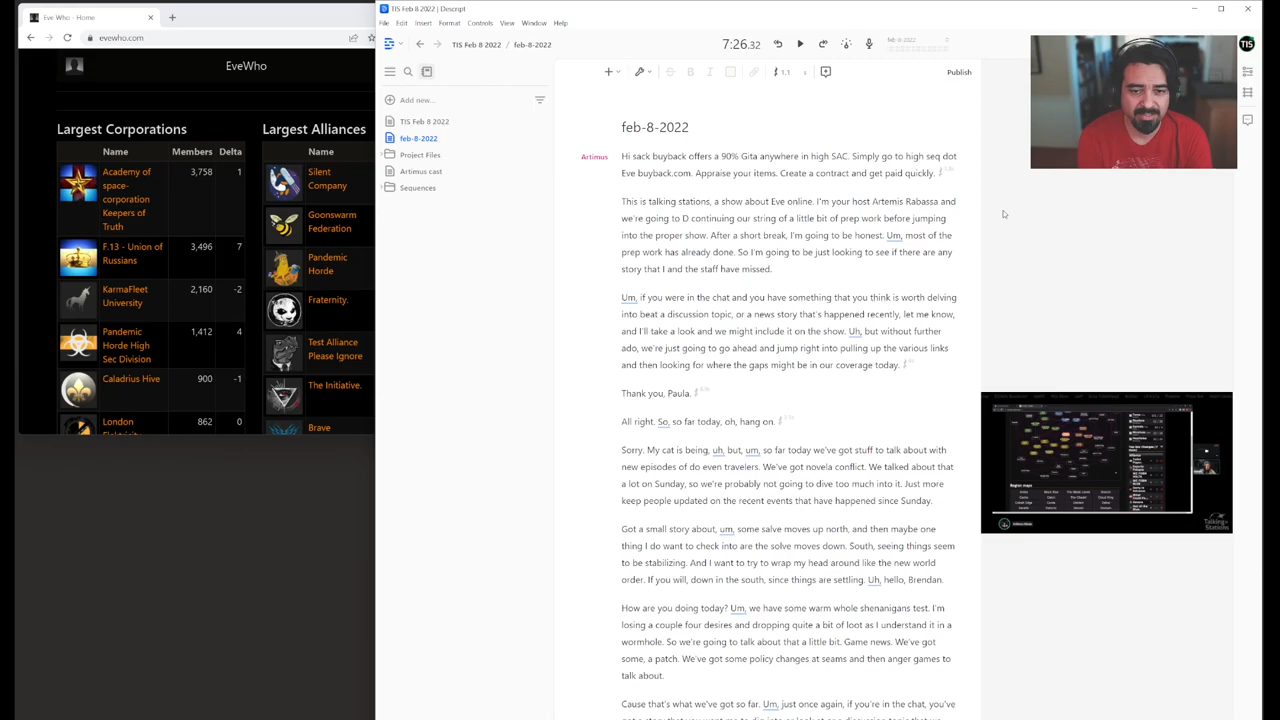 Eve Who - Home
evewho.com
EveWho
Largest Corporations
Name Members Delta
Academy of space-corporation Keepers of Truth 3,758 1
F.13 - Union of Russians 3,496 7
KarmaFleet University 2,160 -2
Pandemic Horde High Sec Division 1,412 4
Caladrius Hive 900 -1
London 862 0
Largest Alliances
Name
Silent Company
Goonswarm Federation
Pandemic Horde
Fraternity.
Test Alliance Please Ignore
The Initiative.
Brave
TIS Feb 8 2022 | Descript
File Edit Insert Format Controls View Window Help
TIS Feb 8 2022 / feb-8-2022
7:26.32
feb-8-2022
TIS
1.1
Publish
Add new...
TIS Feb 8 2022
feb-8-2022
Project Files
Artimus cast
Sequences
feb-8-2022
Artimus
Hi sack buyback offers a 90% Gita anywhere in high SAC. Simply go to high seq dot
Eve buyback.com. Appraise your items. Create a contract and get paid quickly.
This is talking stations, a show about Eve online. I'm your host Artemis Rabassa and
we're going to D continuing our string of a little bit of prep work before jumping
into the proper show. After a short break, I'm going to be honest. Um, most of the
prep work has already done. So I'm going to be just looking to see if there are any
story that I and the staff have missed.
Um, if you were in the chat and you have something that you think is worth delving
into beat a discussion topic, or a news story that's happened recently, let me know,
and I'll take a look and we might include it on the show. Uh, but without further
ado, we're just going to go ahead and jump right into pulling up the various links
and then looking for where the gaps might be in our coverage today.
Thank you, Paula.
All right. So, so far today, oh, hang on.
Sorry. My cat is being, uh, but, um, so far today we've got stuff to talk about with
new episodes of do even travelers. We've got novela conflict. We talked about that
a lot on Sunday, so we're probably not going to dive too much into it. Just more
keep people updated on the recent events that have happened since Sunday.
Got a small story about, um, some salve moves up north, and then maybe one
thing I do want to check into are the solve moves down. South, seeing things seem
to be stabilizing. And I want to try to wrap my head around like the new world
order. If you will, down in the south, since things are settling. Uh, hello, Brendan.
How are you doing today? Um, we have some warm whole shenanigans test. I'm
losing a couple four desires and dropping quite a bit of loot as I understand it in a
wormhole. So we're going to talk about that a little bit. Game news. We've got
some, a patch. We've got some policy changes at seams and then anger games to
talk about.
Cause that's what we've got so far. Um, just once again, if you're in the chat, you've
Region maps
Talking Stations